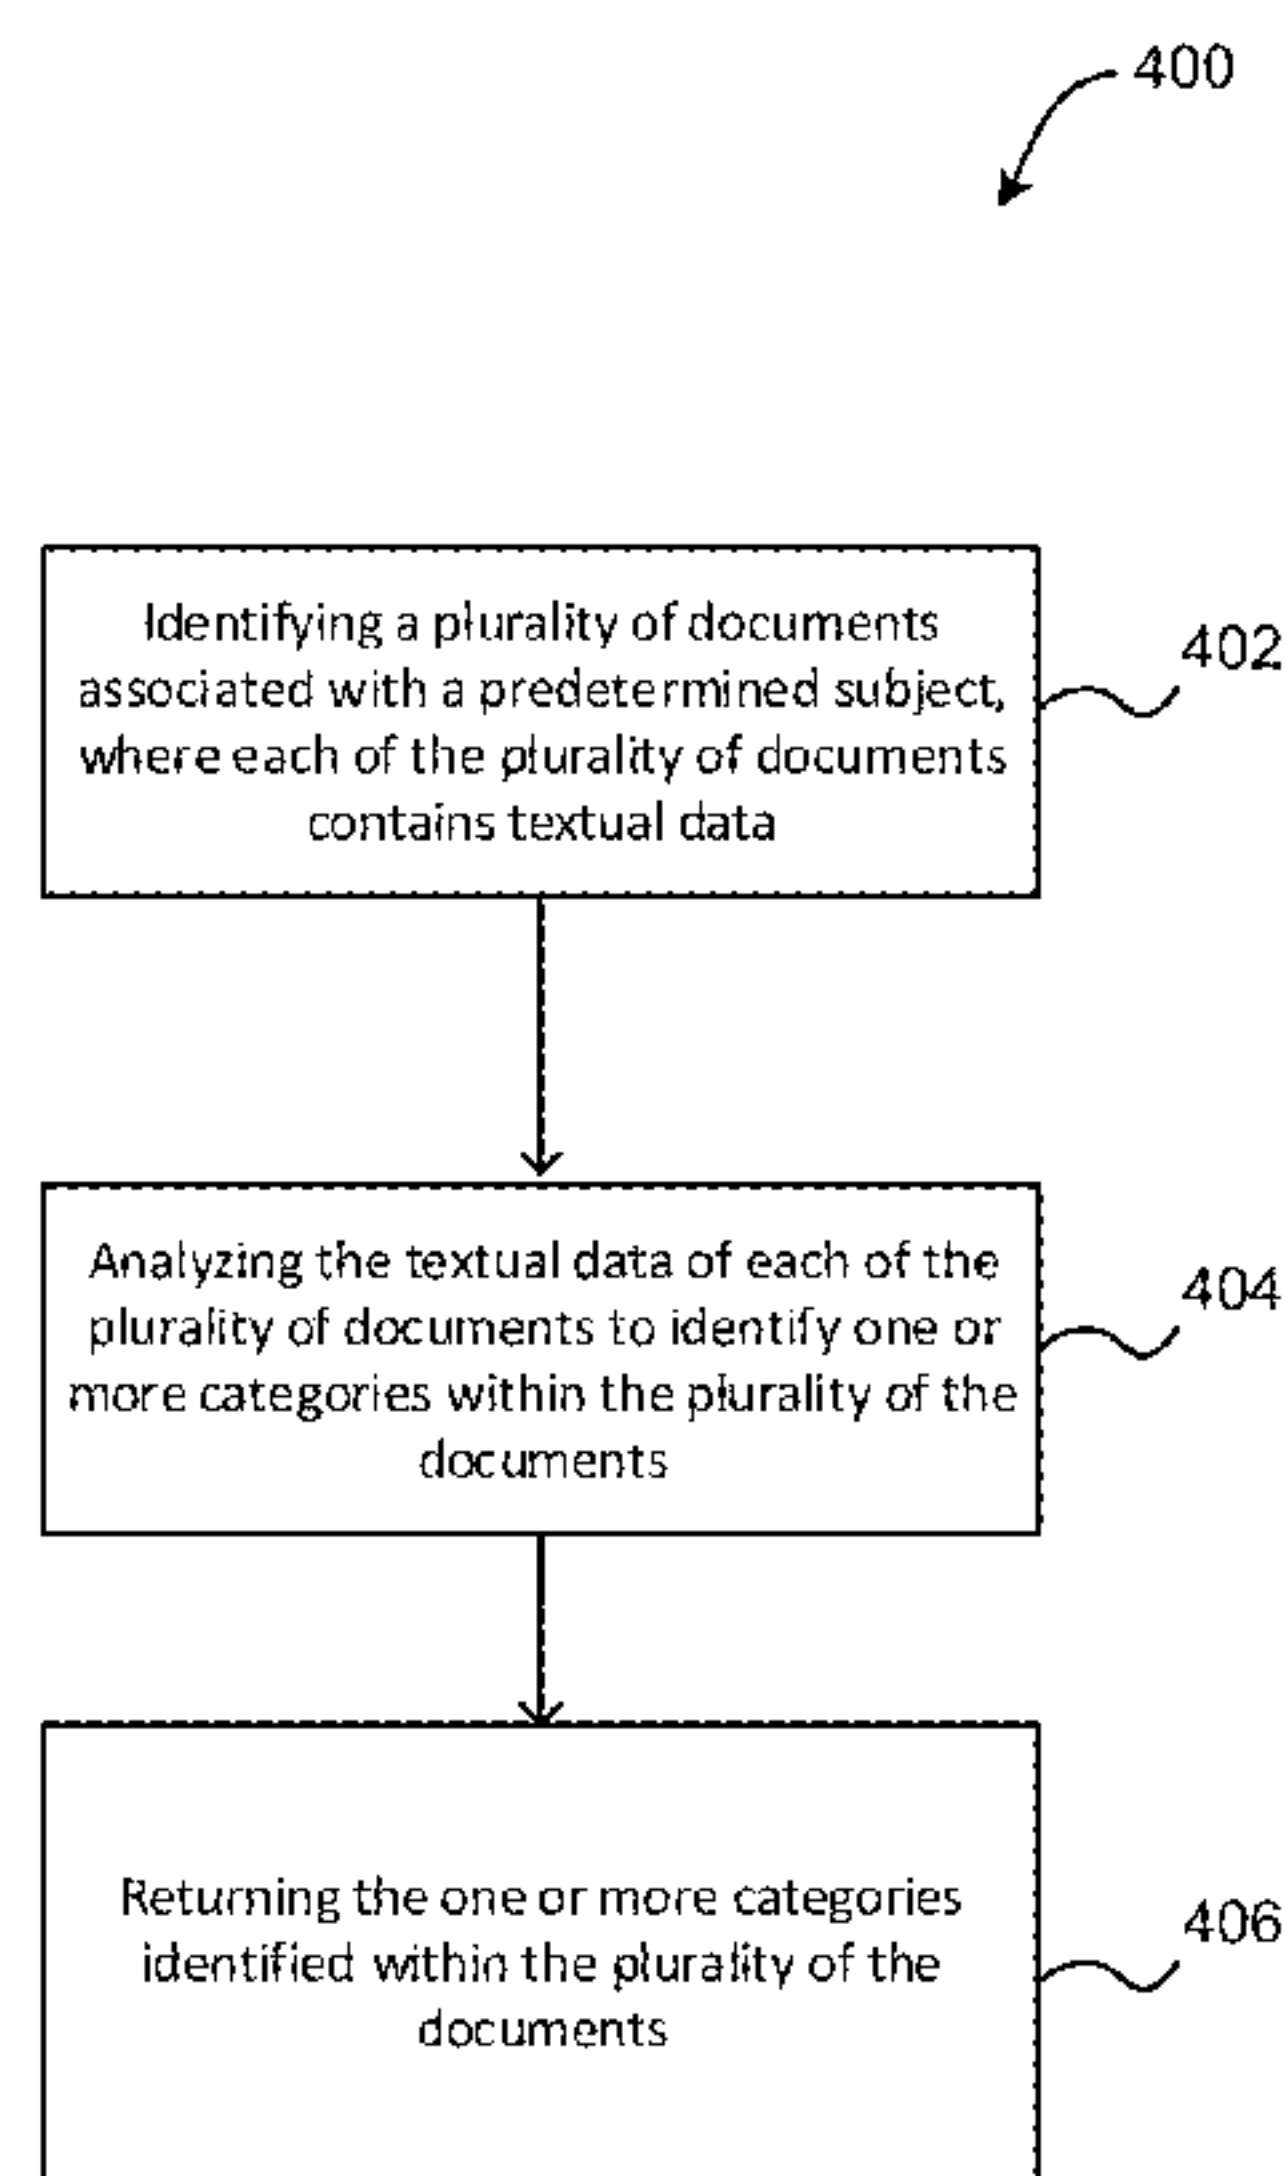 400
Identifying a plurality of documents
associated with a predetermined subject,
where each of the plurality of documents
contains textual data
402
Analyzing the textual data of each of the
plurality of documents to identify one or
more categories within the plurality of the
documents
404
Returning the one or more categories
identified within the plurality of the
documents
406